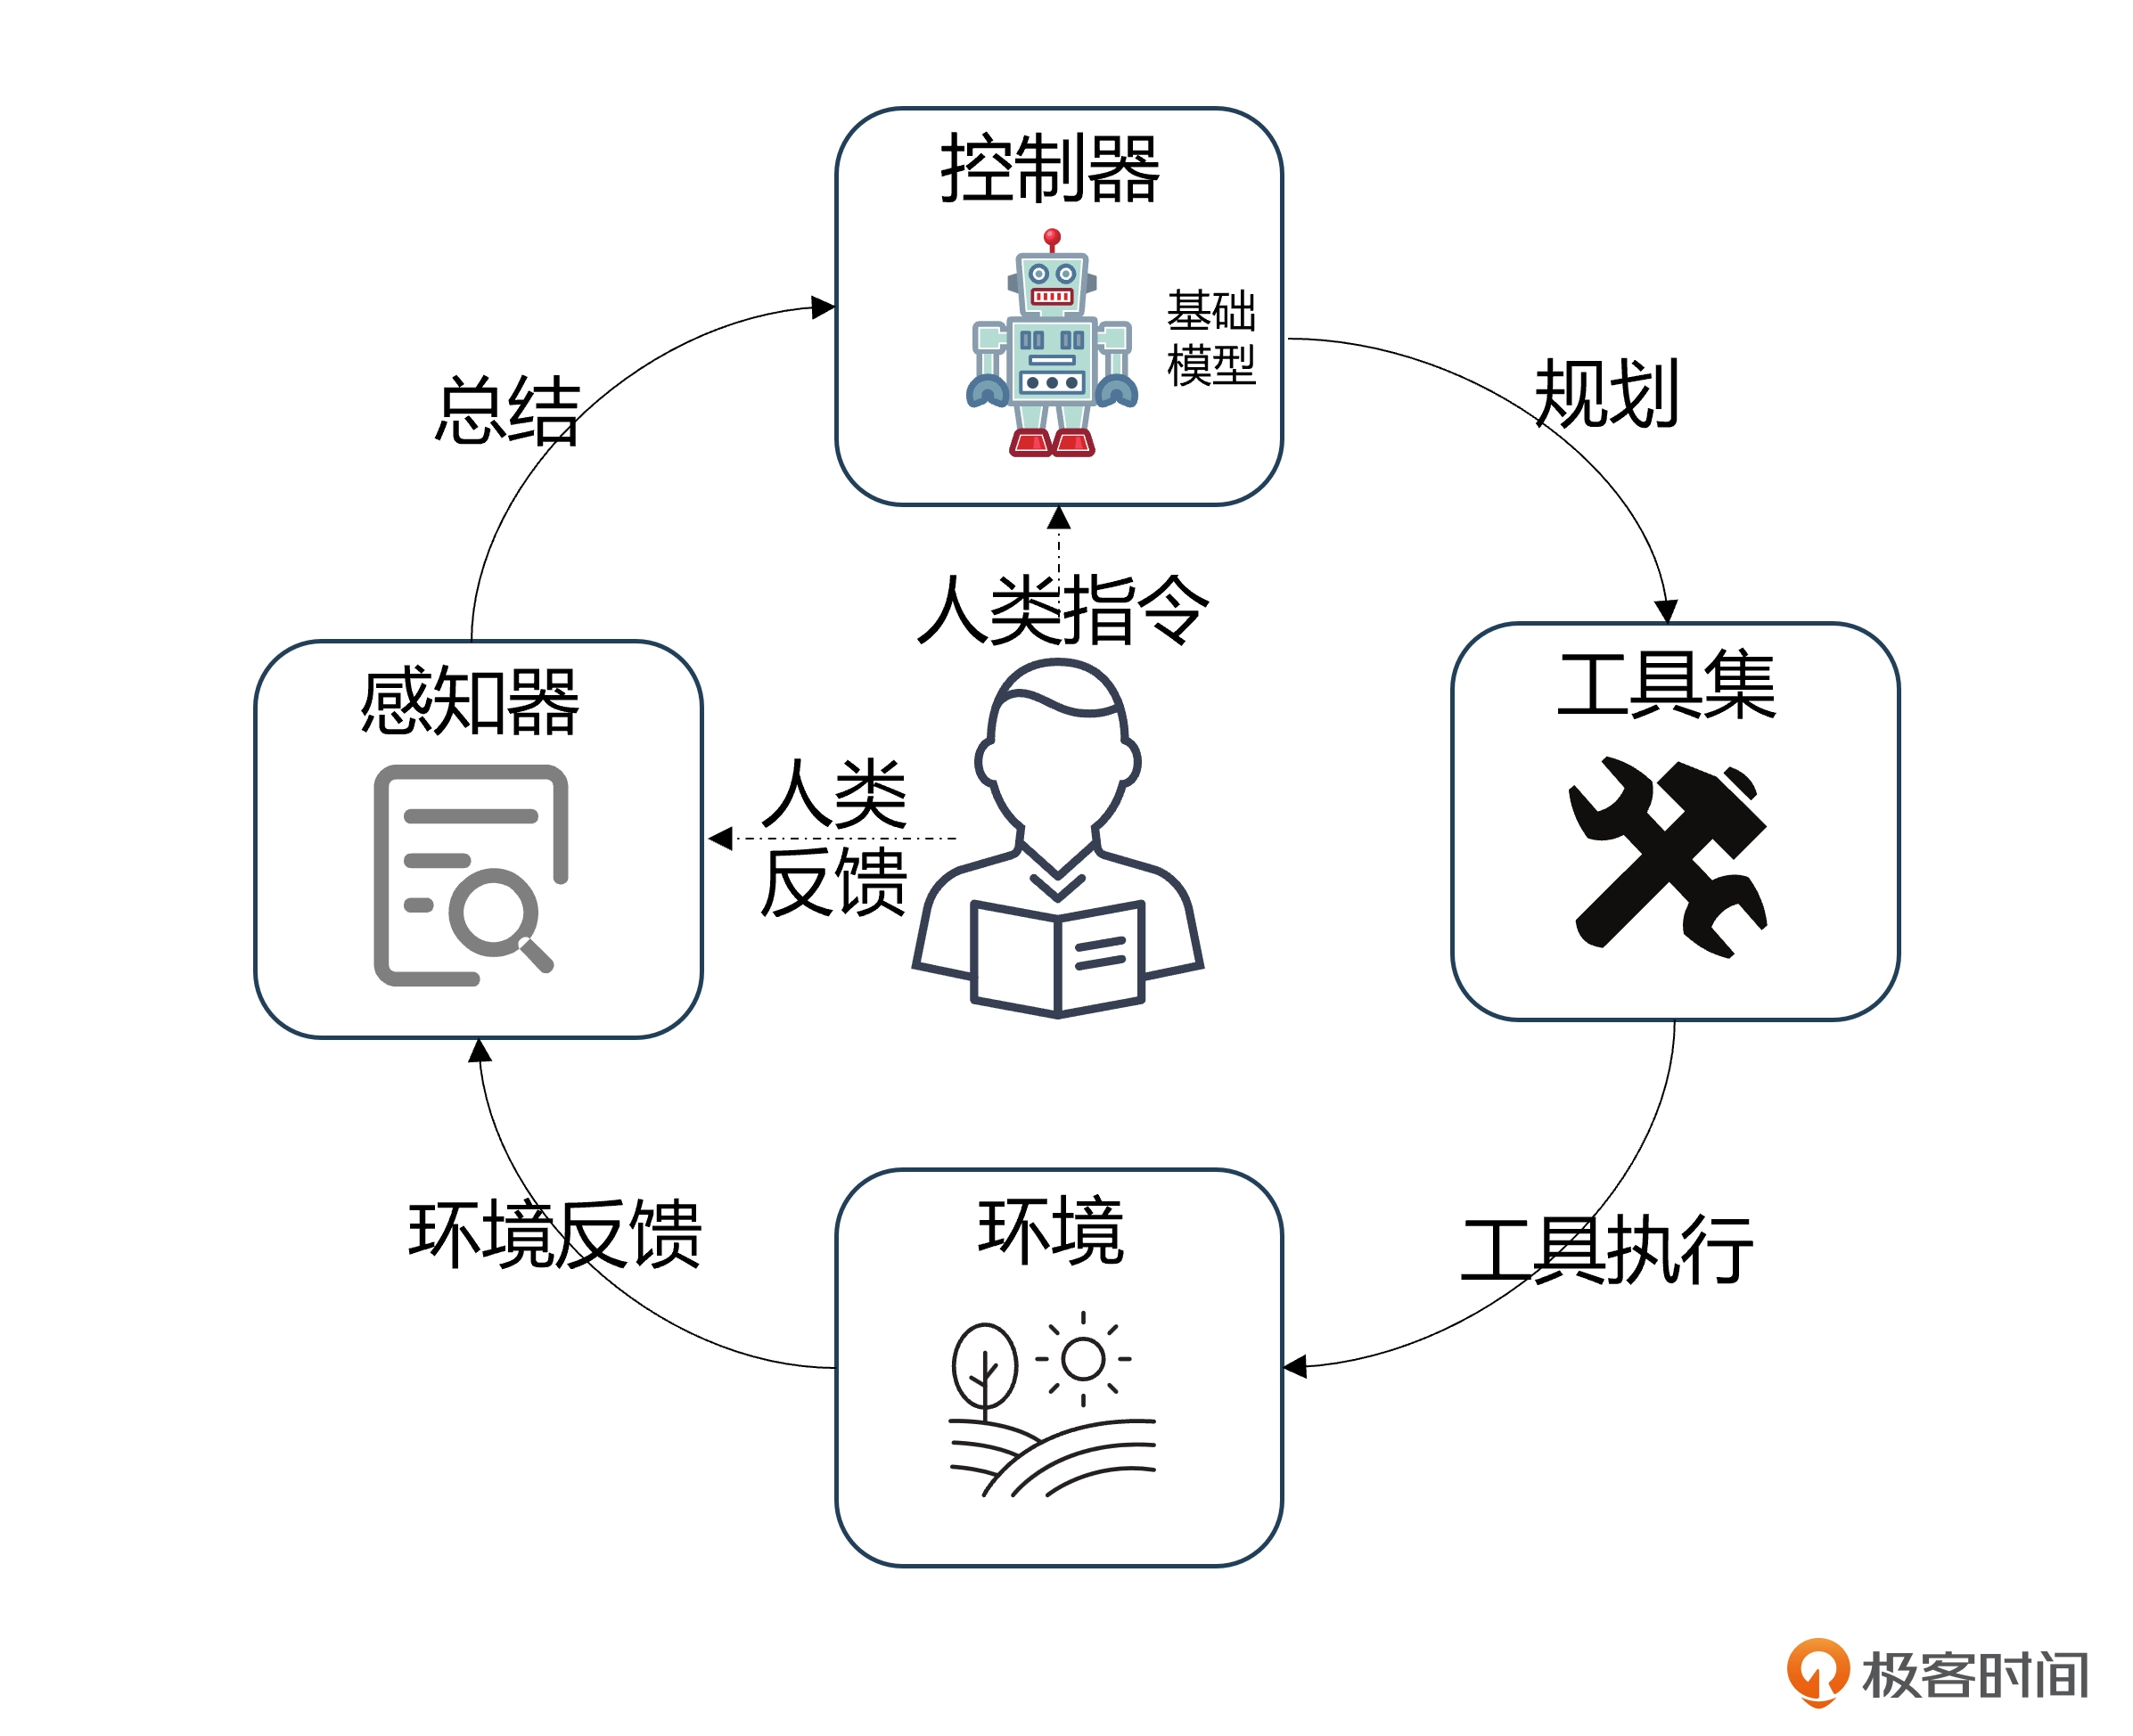 控制器
基础
模型
总结
规划
人类指令
感知器
工具集
人类
反馈
环境反馈
环境
工具执行
极客时间